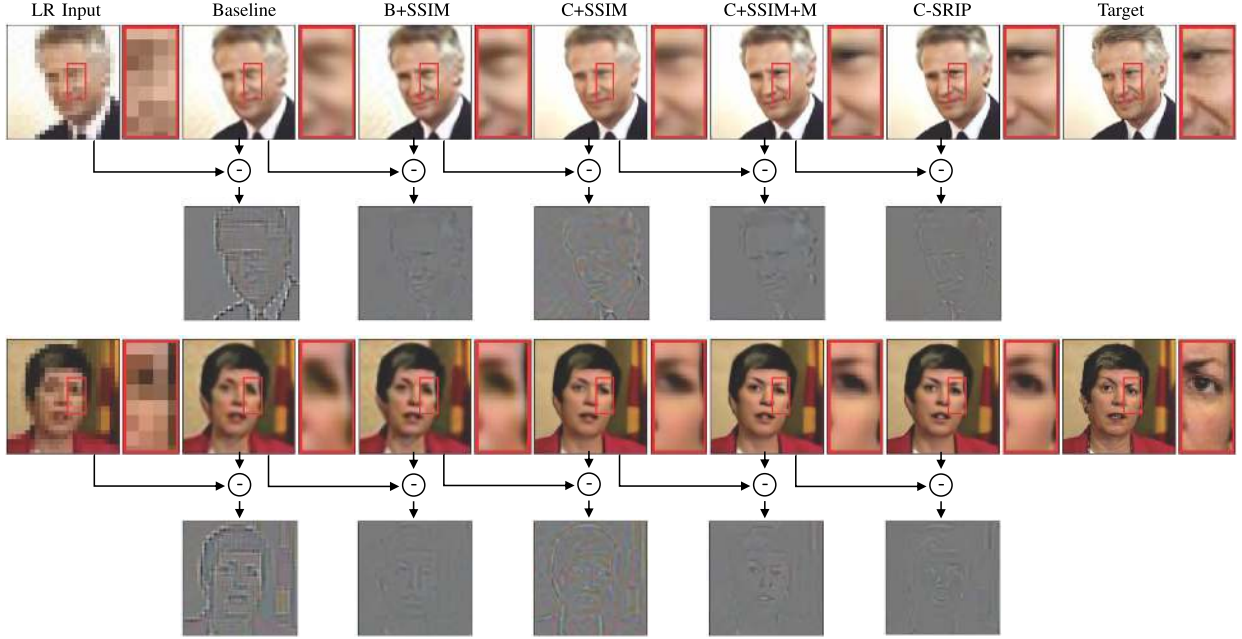 LR Input Baseline B+SSIM C+SSIM C+SSIM+M C-SRIP Target
- - - - -
- - - - -